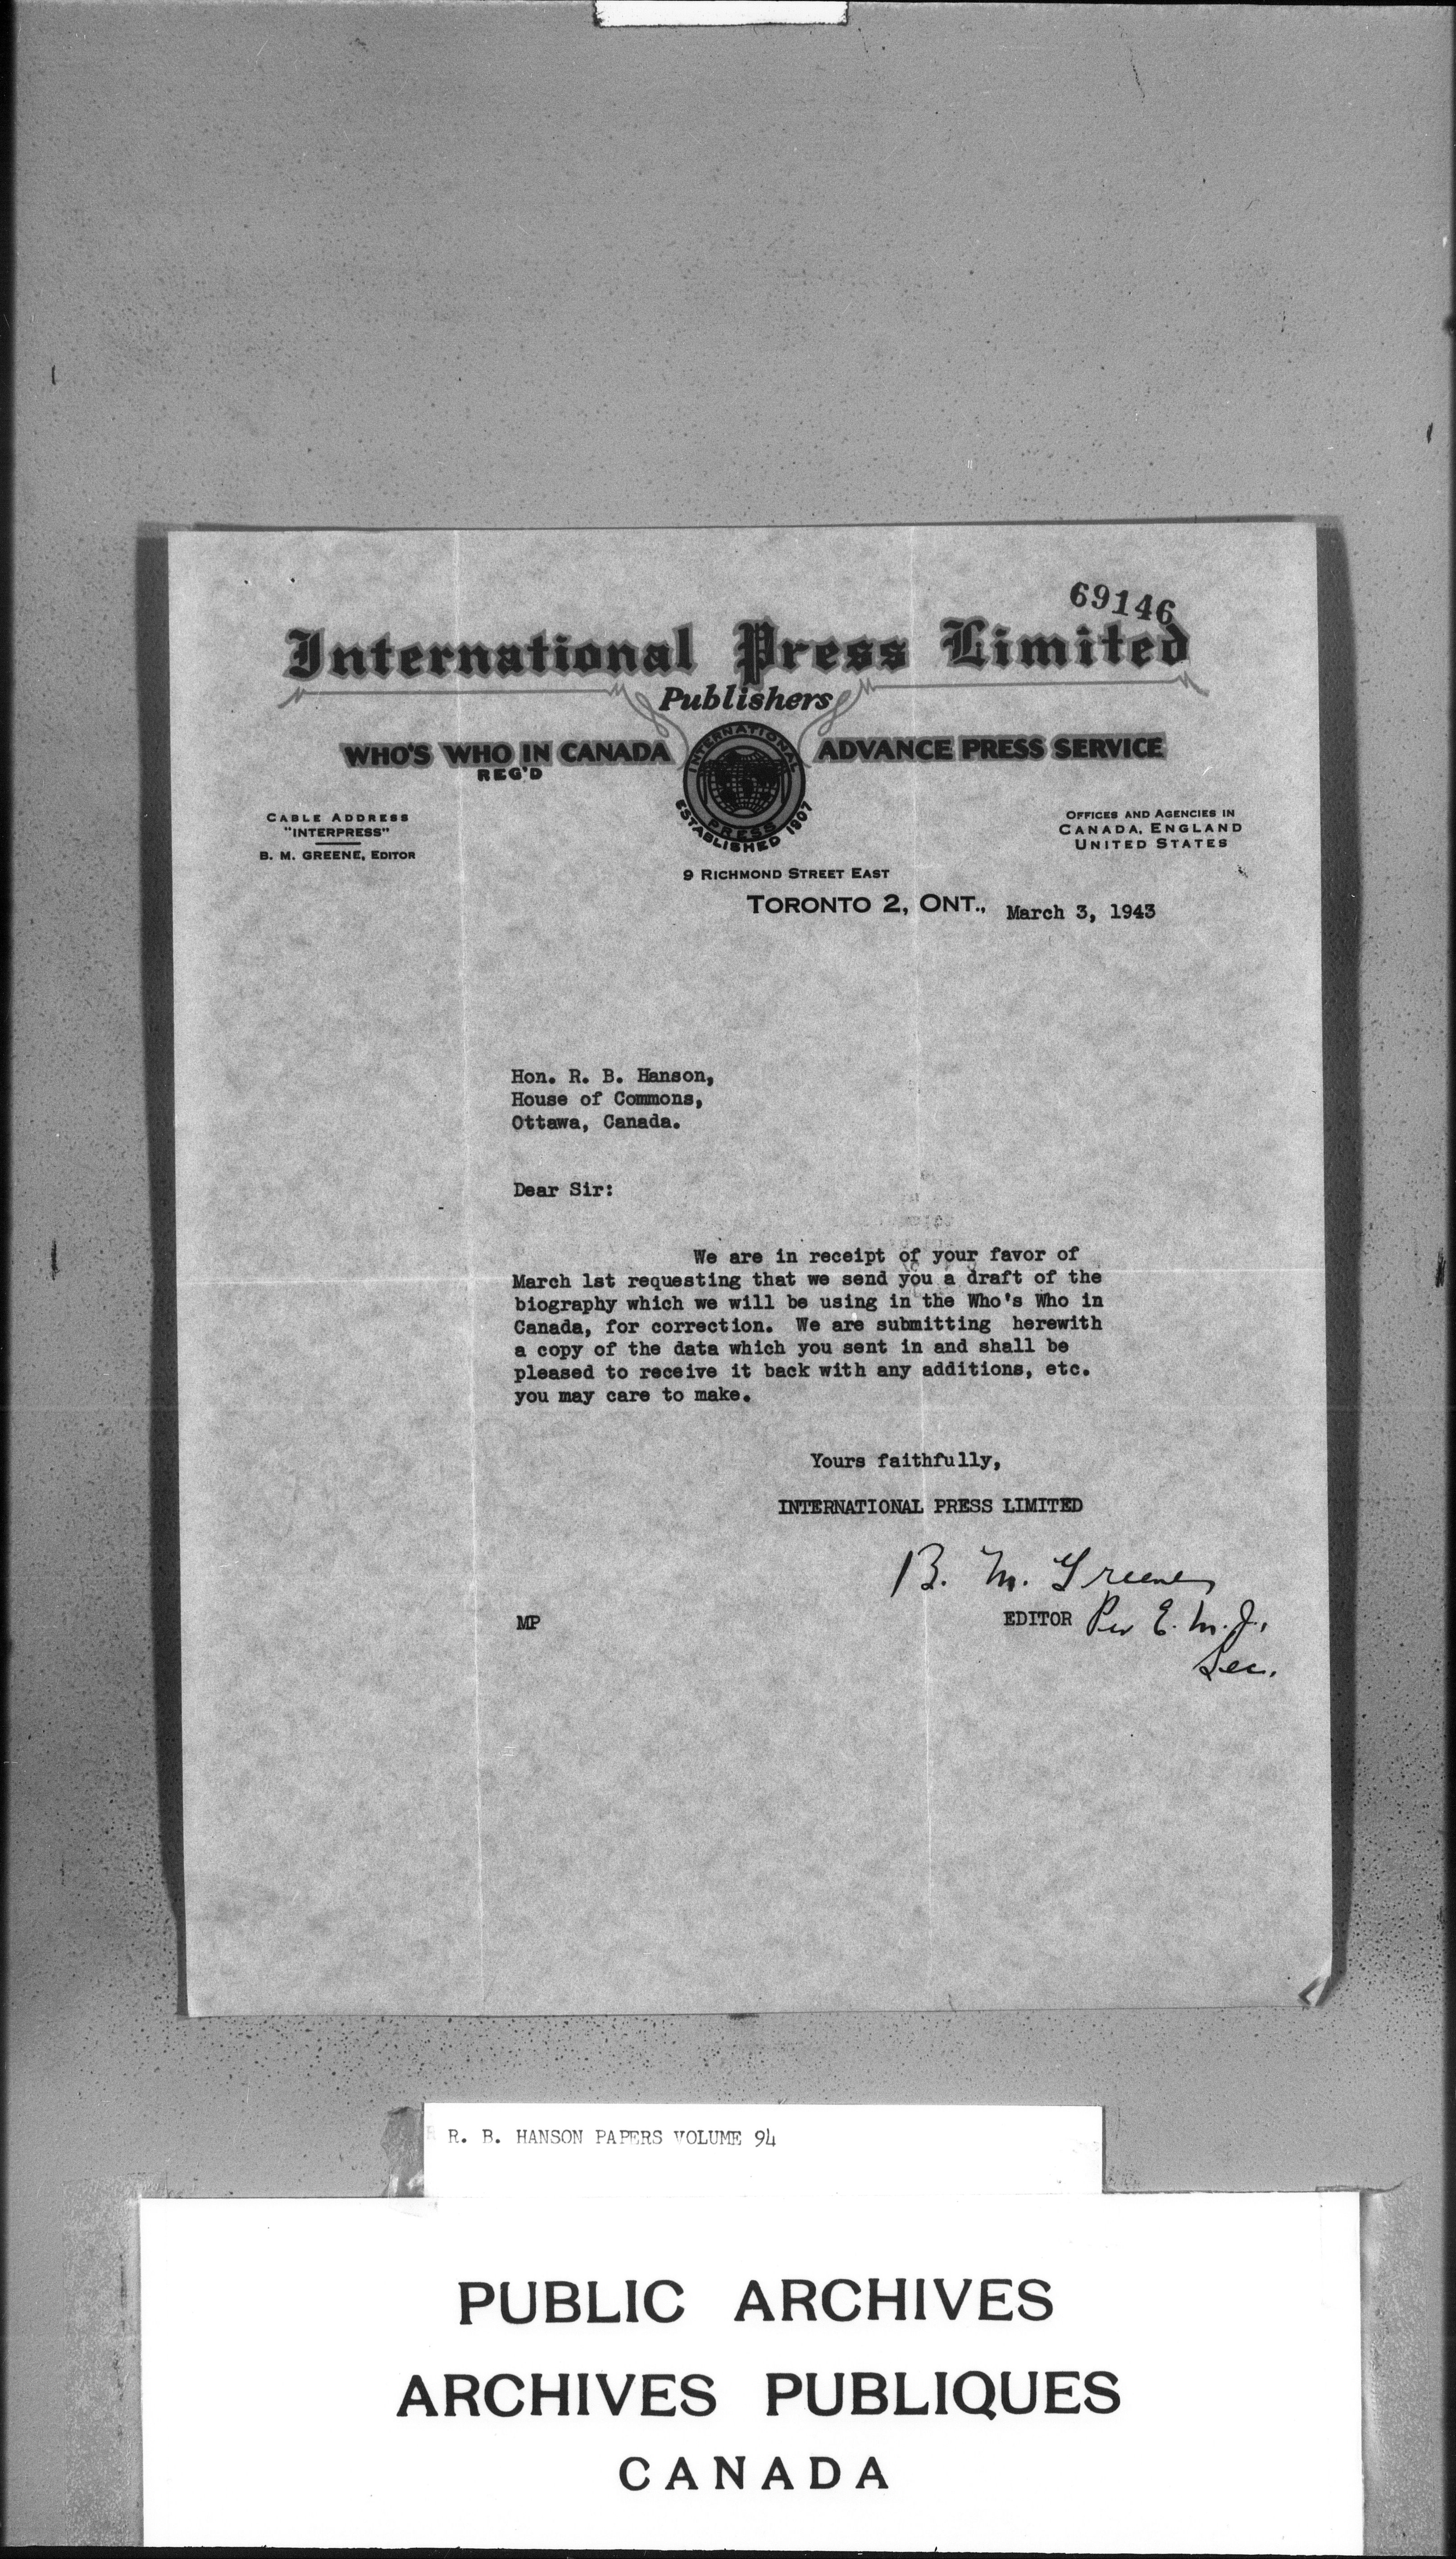 69146
International Press Limited
Publishers
WHO'S WHO IN CANADA
REG'D
ADVANCE PRESS SERVICE
INTERNATIONAL
PRESS
ESTABLISHED 1907
CABLE ADDRESS
"INTERPRESS"
B. M. GREENE, EDITOR
OFFICES AND AGENCIES IN
CANADA, ENGLAND
UNITED STATES
9 RICHMOND STREET EAST
TORONTO 2, ONT., March 3, 1943
Hon. R. B. Hanson,
House of Commons,
Ottawa, Canada.
Dear Sir:
We are in receipt of your favor of
March 1st requesting that we send you a draft of the
biography which we will be using in the Who's Who in
Canada, for correction. We are submitting herewith
a copy of the data which you sent in and shall be
pleased to receive it back with any additions, etc.
you may care to make.
Yours faithfully,
INTERNATIONAL PRESS LIMITED
B. M. Greene
MP
EDITOR Per E. M. J.,
Sec.
R. B. HANSON PAPERS VOLUME 94
PUBLIC ARCHIVES
ARCHIVES PUBLIQUES
CANADA